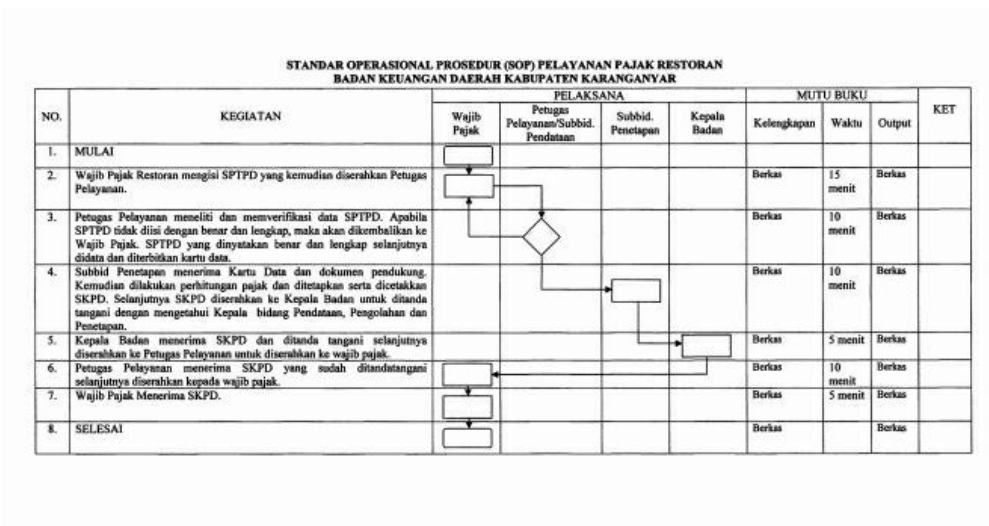 STANDAR OPERASIONAL PROSEDUR (SOP) PELAYANAN PAJAK RESTORAN
BADAN KEUANGAN DAERAH KABUPATEN KARANGANYAR
NO.
KEGIATAN
PELAKSANA
MUTU BUKU
KET
Wajib
Pajak
Petugas
Pelayanan/Subbid.
Pendataan
Subbid.
Penetapan
Kepala
Badan
Kelengkapan
Waktu
Output
1.
MULAI
2.
Wajib Pajak Restoran mengisi SPTPD yang kemudian diserahkan Petugas
Pelayanan.
Berkas
15
menit
Berkas
3.
Petugas Pelayanan meneliti dan memverifikasi data SPTPD. Apabila
SPTPD tidak diisi dengan benar dan lengkap, maka akan dikembalikan ke
Wajib Pajak. SPTPD yang dinyatakan benar dan lengkap selanjutnya
didata dan diterbitkan kartu data.
Berkas
10
menit
Berkas
4.
Subbid Penetapan menerima Kartu Data dan dokumen pendukung.
Kemudian dilakukan perhitungan pajak dan ditetapkan serta dicetakkan
SKPD. Selanjutnya SKPD diserahkan ke Kepala Badan untuk ditanda
tangani dengan mengetahui Kepala bidang Pendataan, Pengolahan dan
Penetapan.
Berkas
10
menit
Berkas
5.
Kepala Badan menerima SKPD dan ditanda tangani selanjutnya
diserahkan ke Petugas Pelayanan untuk diserahkan ke wajib pajak.
Berkas
5 menit
Berkas
6.
Petugas Pelayanan menerima SKPD yang sudah ditandatangani
selanjutnya diserahkan kepada wajib pajak.
Berkas
10
menit
Berkas
7.
Wajib Pajak Menerima SKPD.
Berkas
5 menit
Berkas
8.
SELESAI
Berkas
Berkas